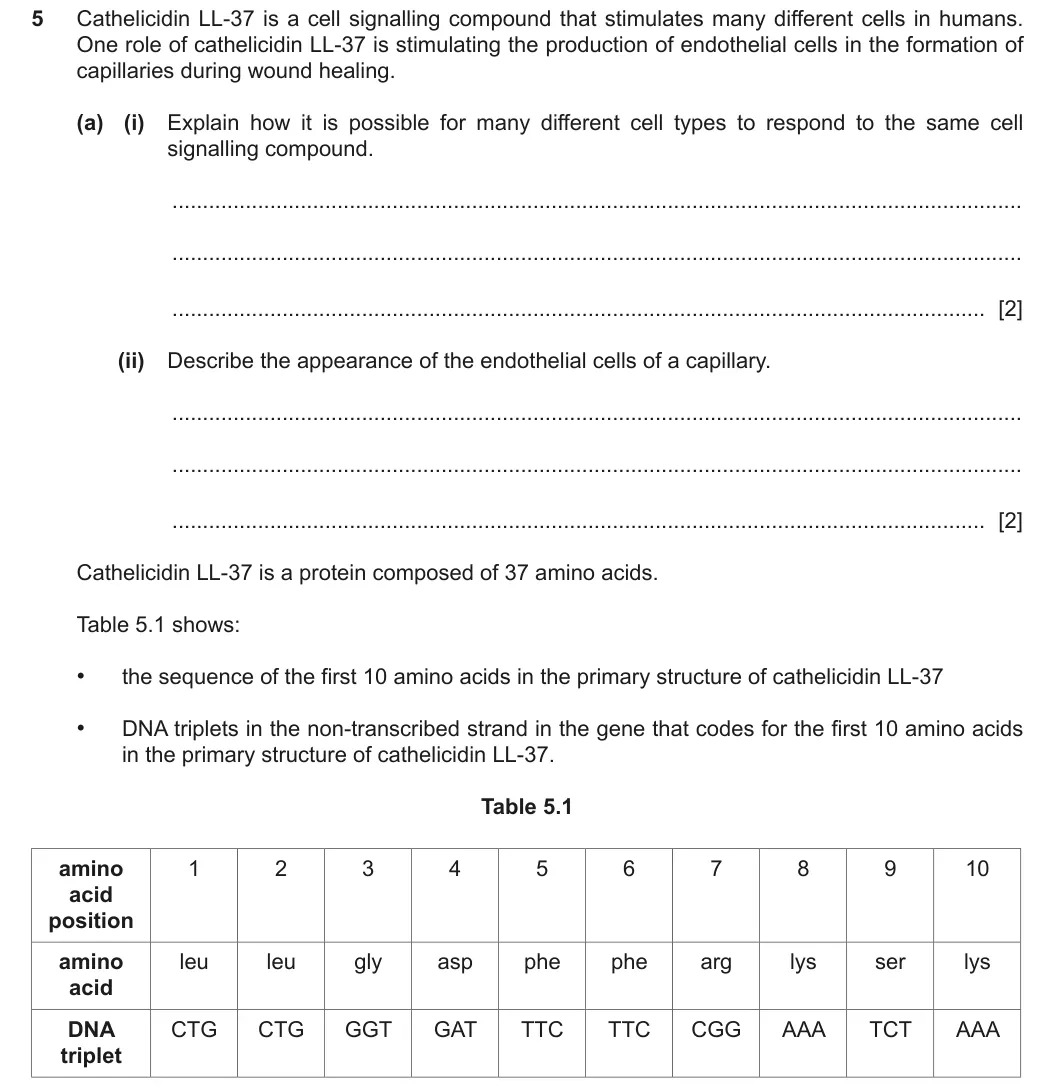 5 Cathelicidin LL-37 is a cell signalling compound that stimulates many different cells in humans.
One role of cathelicidin LL-37 is stimulating the production of endothelial cells in the formation of
capillaries during wound healing.
(a) (i) Explain how it is possible for many different cell types to respond to the same cell
signalling compound.
..........................................................................................................................................
..........................................................................................................................................
.................................................................................................................................... [2]
(ii) Describe the appearance of the endothelial cells of a capillary.
..........................................................................................................................................
..........................................................................................................................................
.................................................................................................................................... [2]
Cathelicidin LL-37 is a protein composed of 37 amino acids.
Table 5.1 shows:
• the sequence of the first 10 amino acids in the primary structure of cathelicidin LL-37
• DNA triplets in the non-transcribed strand in the gene that codes for the first 10 amino acids
in the primary structure of cathelicidin LL-37.
Table 5.1
amino acid position 1 2 3 4 5 6 7 8 9 10
amino acid leu leu gly asp phe phe arg lys ser lys
DNA triplet CTG CTG GGT GAT TTC TTC CGG AAA TCT AAA